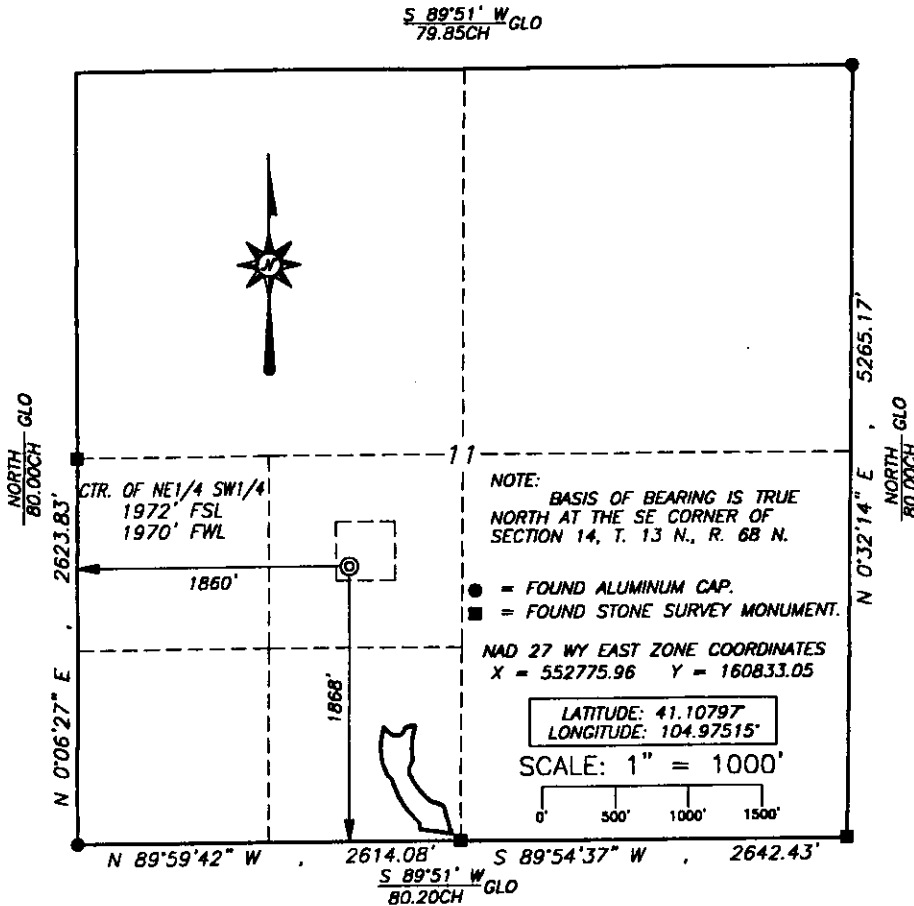 S 89°51' W
79.85CH
GLO
N
NORTH
80.00CH
GLO
N 0°06'27" E , 2623.83'
CTR. OF NE1/4 SW1/4
1972' FSL
1970' FWL
1860'
1868'
11
NOTE:
BASIS OF BEARING IS TRUE
NORTH AT THE SE CORNER OF
SECTION 14, T. 13 N., R. 68 N.
● = FOUND ALUMINUM CAP.
■ = FOUND STONE SURVEY MONUMENT.
NAD 27 WY EAST ZONE COORDINATES
X = 552775.96 Y = 160833.05
LATITUDE: 41.10797°
LONGITUDE: 104.97515°
SCALE: 1" = 1000'
0' 500' 1000' 1500'
N 0°32'14" E , 5265.17'
NORTH
80.00CH
GLO
N 89°59'42" W , 2614.08'
S 89°54'37" W , 2642.43'
S 89°51' W
80.20CH
GLO